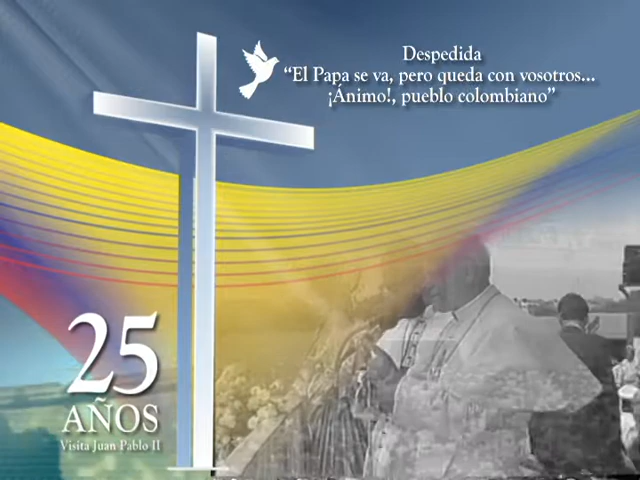 Despedida
“El Papa se va, pero queda con vosotros...
¡Ánimo!, pueblo colombiano”
25
AÑOS
Visita Juan Pablo II